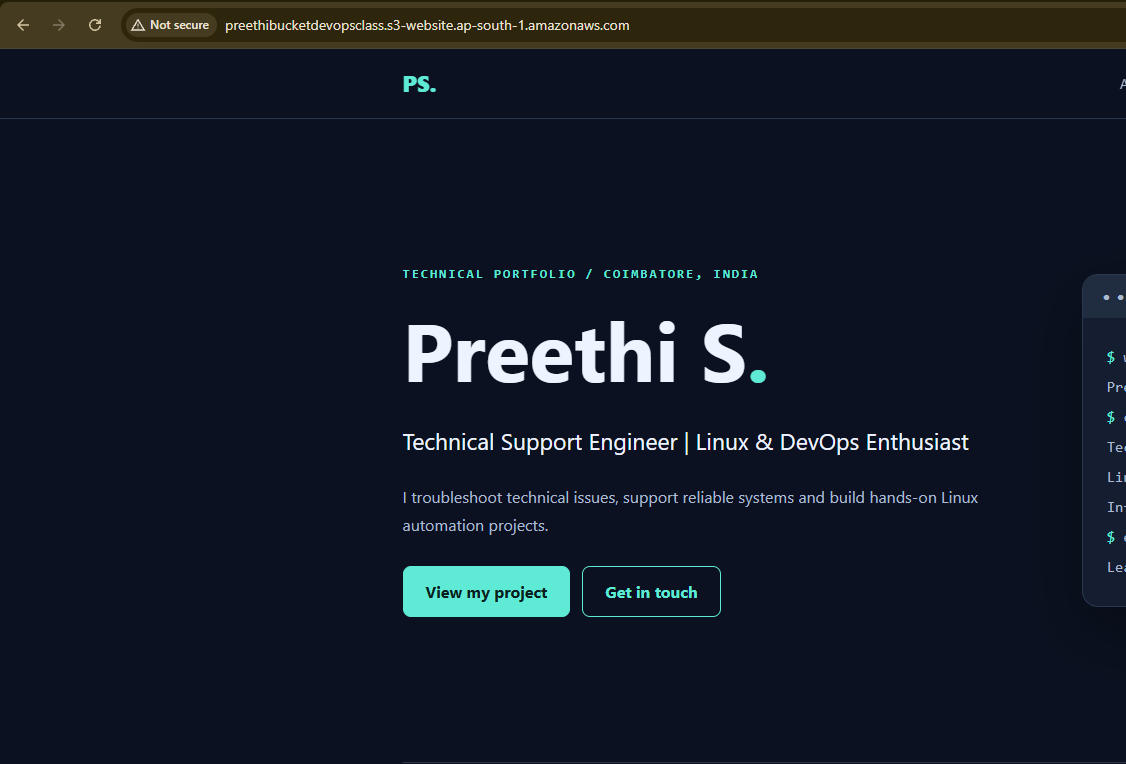 Not secure preethibucketdevopsclass.s3-website.ap-south-1.amazonaws.com
PS.
TECHNICAL PORTFOLIO / COIMBATORE, INDIA
Preethi S.
Technical Support Engineer | Linux & DevOps Enthusiast
I troubleshoot technical issues, support reliable systems and build hands-on Linux
automation projects.
View my project Get in touch
$
$
$